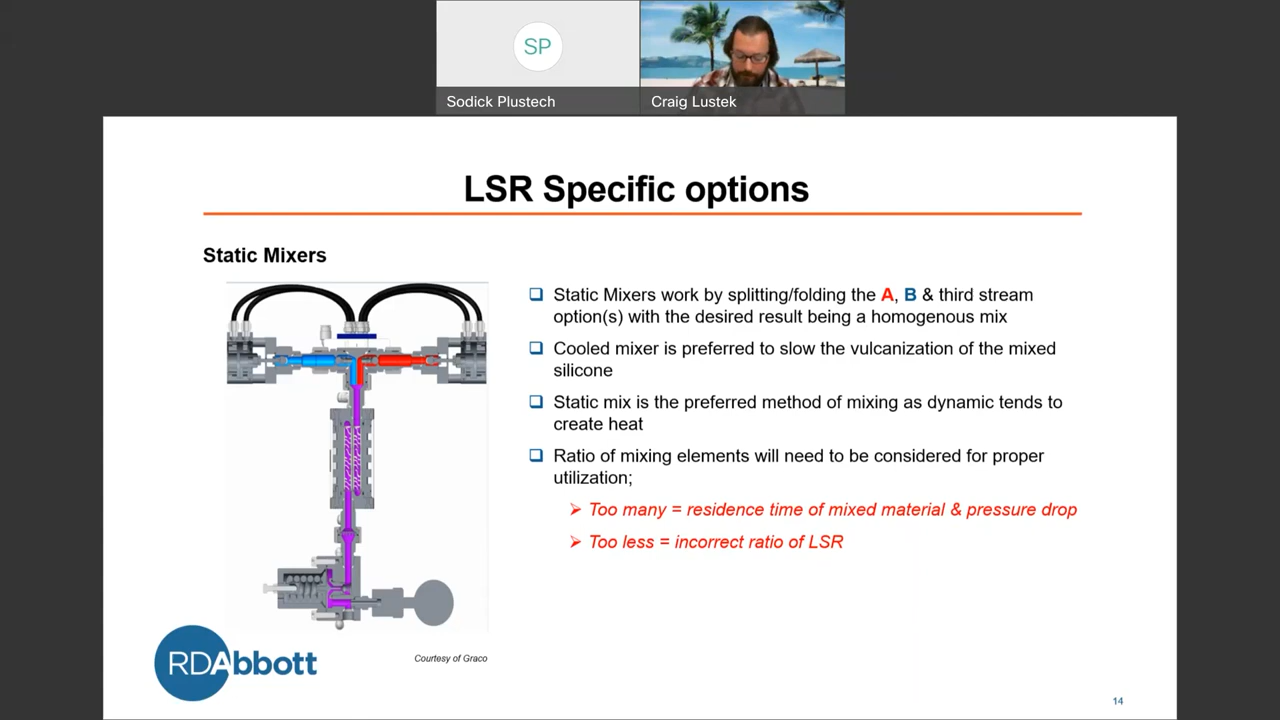 SP
Sodick Plustech
Craig Lustek
LSR Specific options
Static Mixers
Static Mixers work by splitting/folding the A, B & third stream
option(s) with the desired result being a homogenous mix
Cooled mixer is preferred to slow the vulcanization of the mixed
silicone
Static mix is the preferred method of mixing as dynamic tends to
create heat
Ratio of mixing elements will need to be considered for proper
utilization;
Too many = residence time of mixed material & pressure drop
Too less = incorrect ratio of LSR
RDAbbott
Courtesy of Graco
14